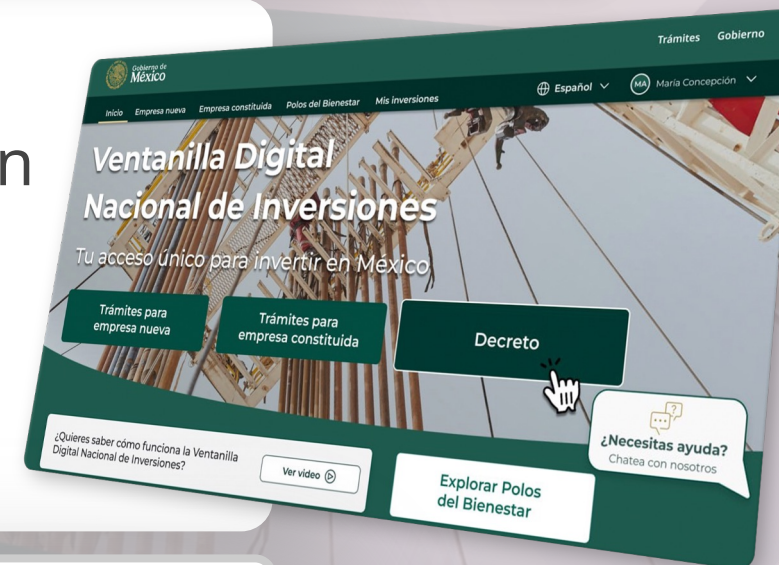 n
Trámites Gobierno
Gobierno de
México
Inicio Empresa nueva Empresa constituida Polos del Bienestar Mis inversiones
Español
MA María Concepción
Ventanilla Digital
Nacional de Inversiones
Tu acceso único para invertir en México
Trámites para
empresa nueva
Trámites para
empresa constituida
Decreto
¿Necesitas ayuda?
Chatea con nosotros
¿Quieres saber cómo funciona la Ventanilla
Digital Nacional de Inversiones?
Ver video
Explorar Polos
del Bienestar